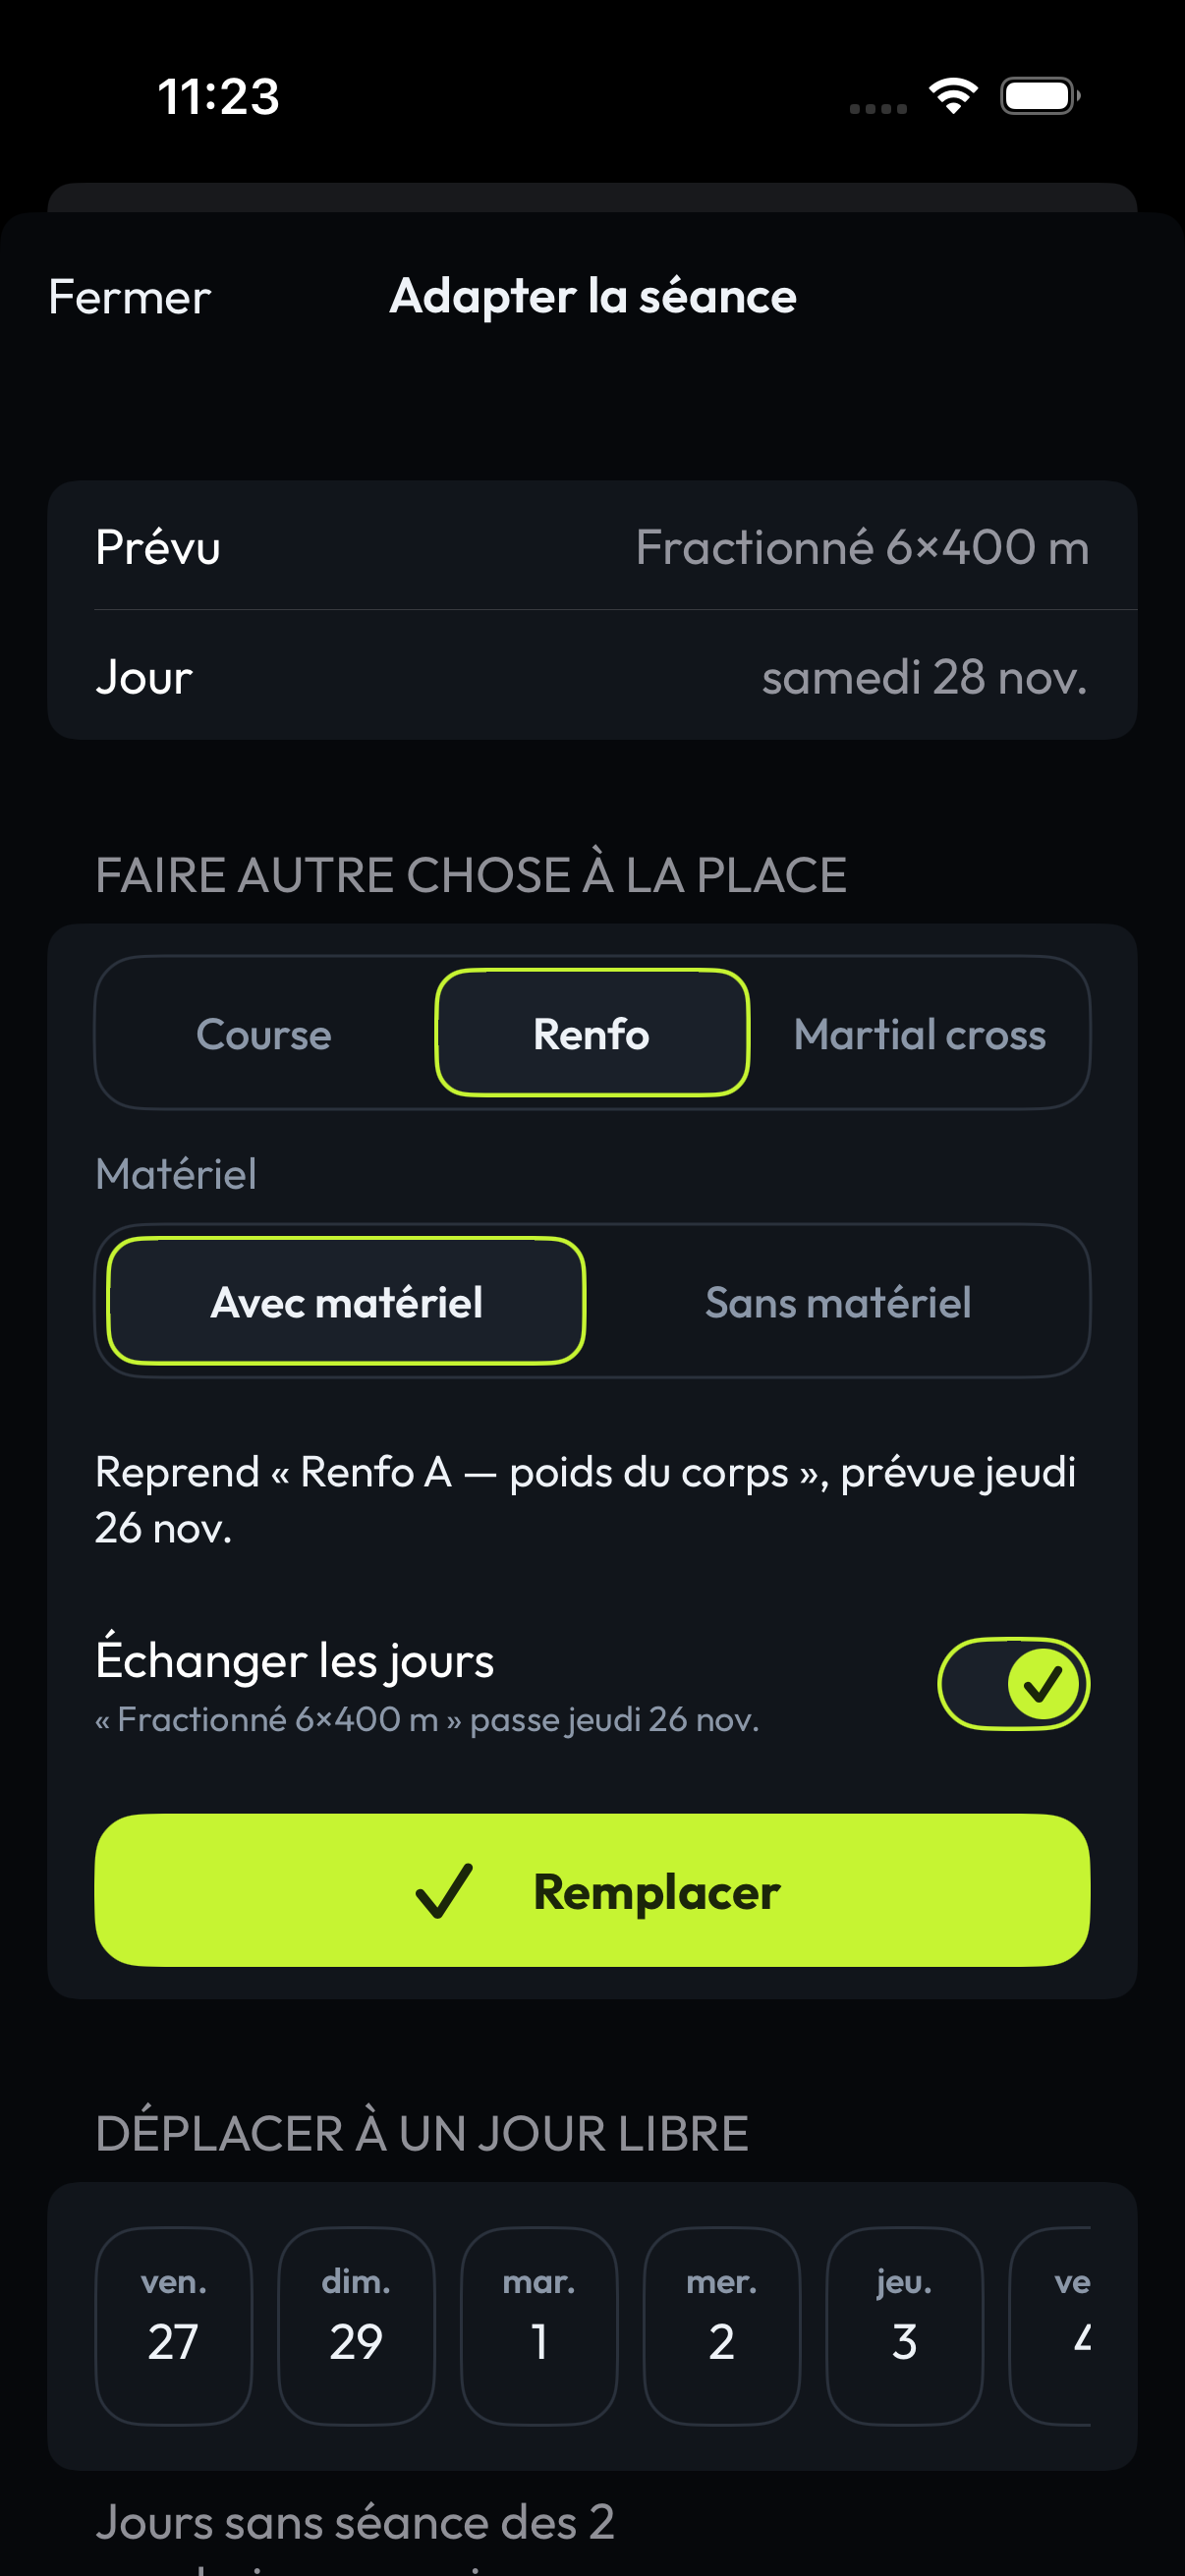 11:23
Fermer
Adapter la séance
Prévu
Fractionné 6×400 m
Jour
samedi 28 nov.
FAIRE AUTRE CHOSE À LA PLACE
Course
Renfo
Martial cross
Matériel
Avec matériel
Sans matériel
Reprend « Renfo A — poids du corps », prévue jeudi
26 nov.
Échanger les jours
« Fractionné 6×400 m » passe jeudi 26 nov.
Remplacer
DÉPLACER À UN JOUR LIBRE
ven.
27
dim.
29
mar.
1
mer.
2
jeu.
3
ve
4
Jours sans séance des 2